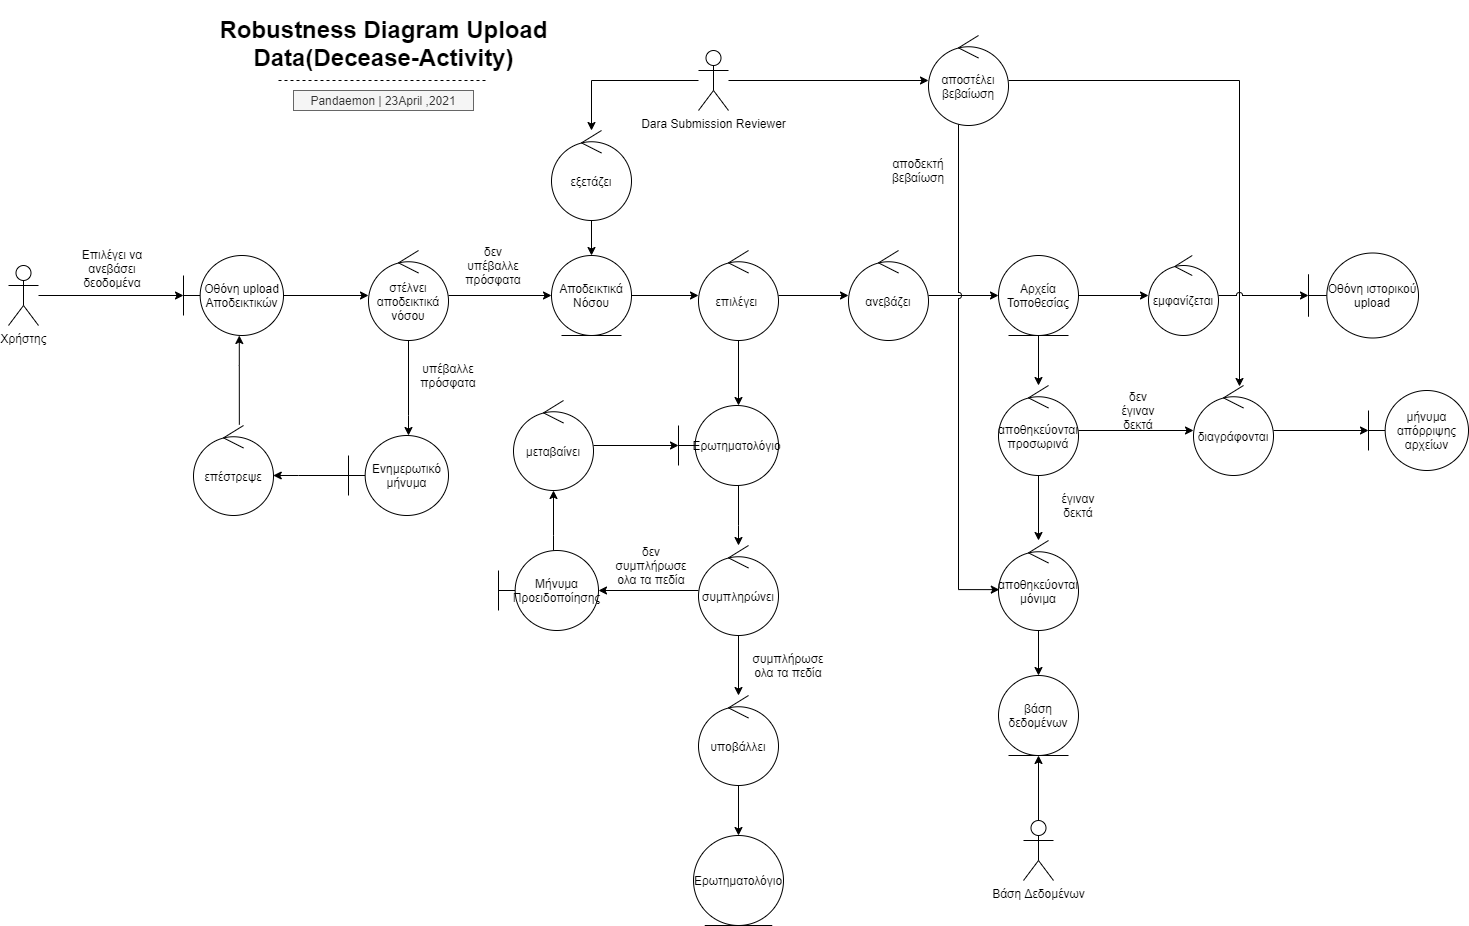 Robustness Diagram Upload
Data(Decease-Activity)
Pandaemon | 23April ,2021
Dara Submission Reviewer
αποστέλει
βεβαίωση
αποδεκτή
βεβαίωση
εξετάζει
Χρήστης
Επιλέγει να
ανεβάσει
δεοδομένα
Οθόνη upload
Αποδεικτικών
στέλνει
αποδεικτικά
νόσου
δεν
υπέβαλλε
πρόσφατα
Αποδεικτικά
Νόσου
επιλέγει
ανεβάζει
Αρχεία
Τοποθεσίας
εμφανίζεται
Οθόνη ιστορικού
upload
υπέβαλλε
πρόσφατα
επέστρεψε
Ενημερωτικό
μήνυμα
μεταβαίνει
Ερωτηματολόγιο
αποθηκεύονται
προσωρινά
δεν
έγιναν
δεκτά
διαγράφονται
μήνυμα
απόρριψης
αρχείων
έγιναν
δεκτά
Μήνυμα
Προειδοποίησης
δεν
συμπλήρωσε
ολα τα πεδία
συμπληρώνει
αποθηκεύονται
μόνιμα
συμπλήρωσε
ολα τα πεδία
υποβάλλει
βάση
δεδομένων
Ερωτηματολόγιο
Βάση Δεδομένων